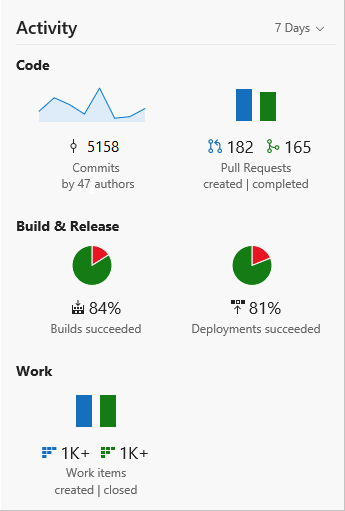 Activity
7 Days
Code
5158
Commits
by 47 authors
182 165
Pull Requests
created | completed
Build & Release
84%
Builds succeeded
81%
Deployments succeeded
Work
1K+ 1K+
Work items
created | closed